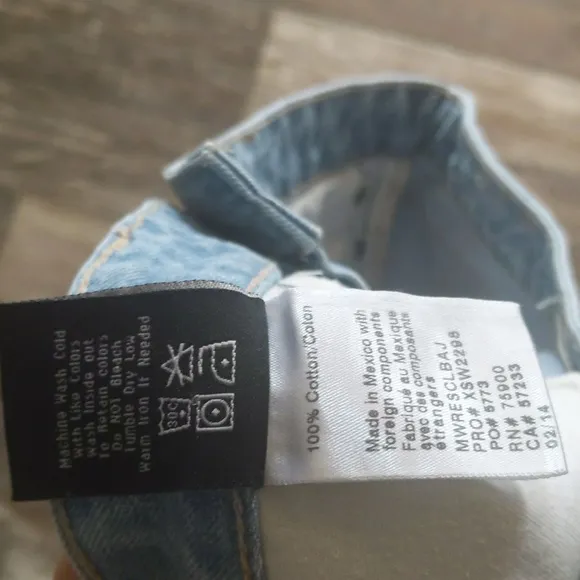 Machine Wash Cold
With Like Colors
Wash Inside out
To Retain colors
Do NOT Bleach
Tumble Dry Low
Warm Iron If Needed
30C
100% Cotton/Coton
Made in Mexico with
foreign components
Fabriqué au Mexique
avec des composants
étrangers
MWRESCLBAJ
PRO# XSW2298
PO# 5773
RN# 75900
CA# 57233
02/14